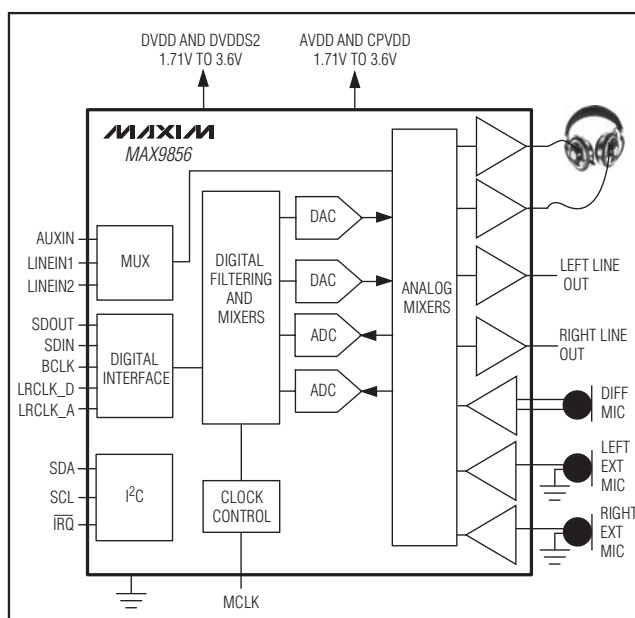 DVDD AND DVDDS2
1.71V TO 3.6V
AVDD AND CPVDD
1.71V TO 3.6V
MAXIM
MAX9856
AUXIN
LINEIN1
LINEIN2
MUX
SDOUT
SDIN
BCLK
LRCLK_D
LRCLK_A
DIGITAL
INTERFACE
SDA
SCL
IRQ
I²C
DIGITAL
FILTERING
AND
MIXERS
CLOCK
CONTROL
MCLK
DAC
DAC
ADC
ADC
ANALOG
MIXERS
LEFT LINE
OUT
RIGHT LINE
OUT
DIFF
MIC
LEFT
EXT
MIC
RIGHT
EXT
MIC